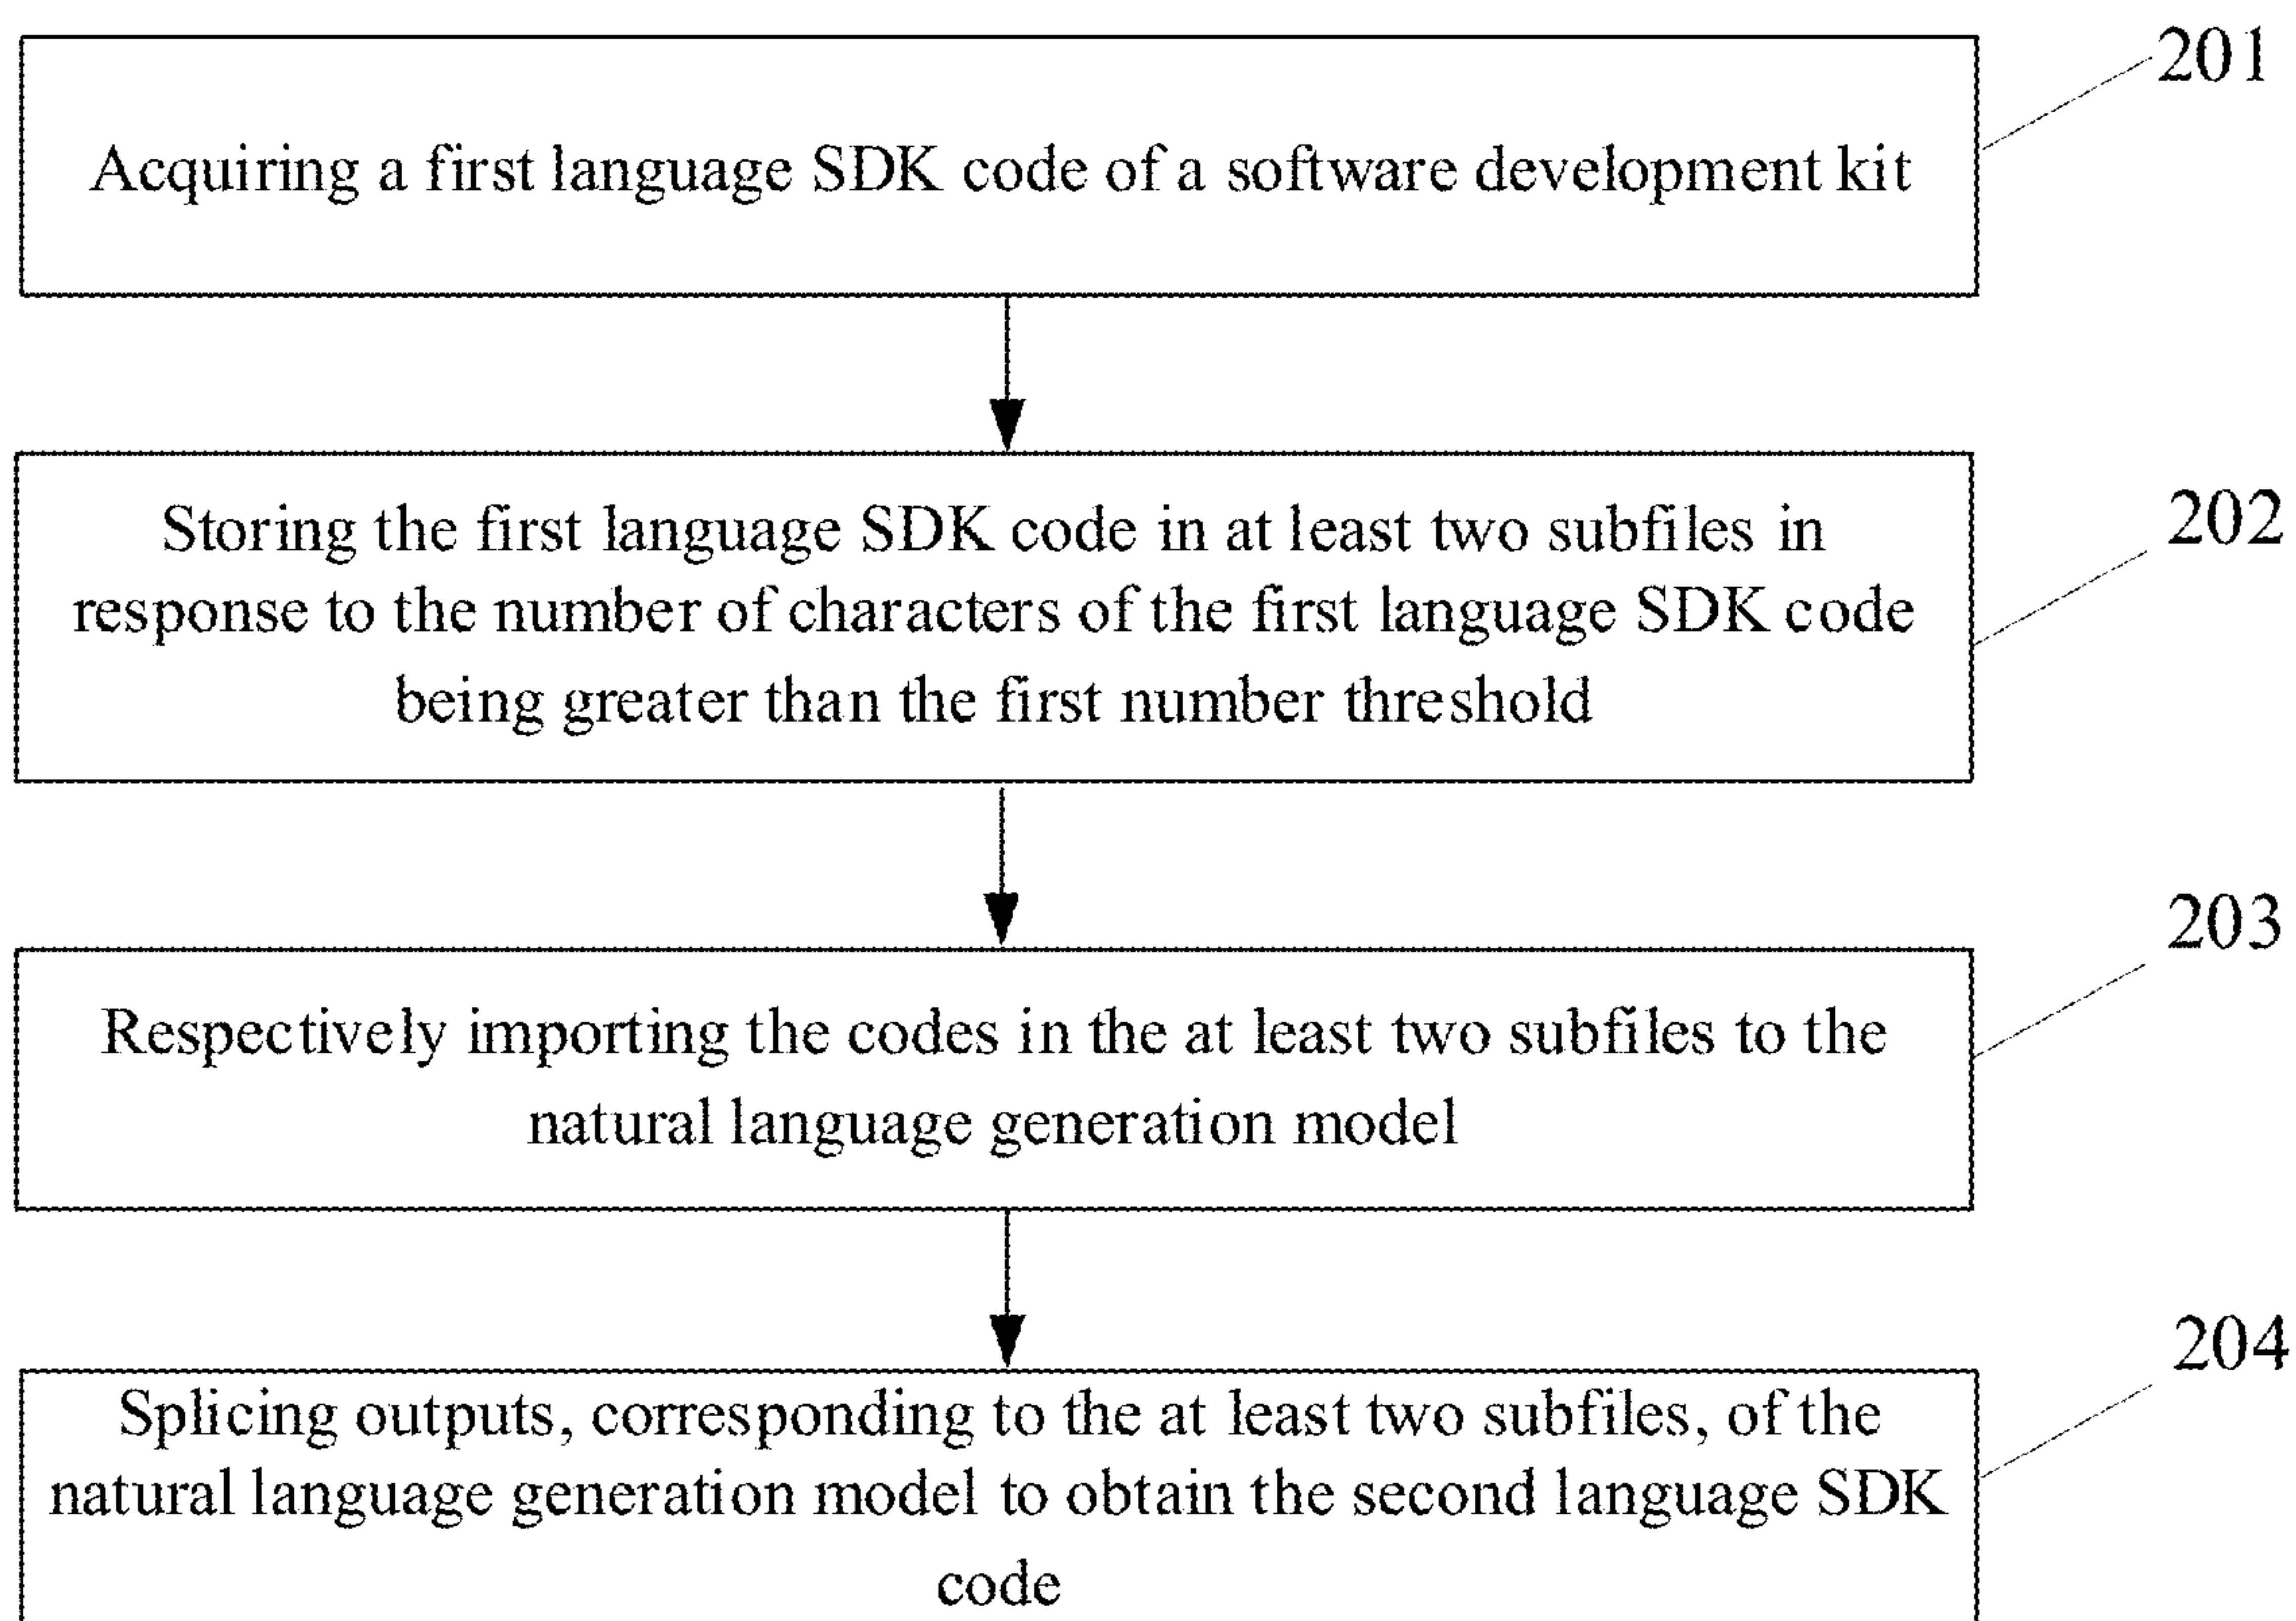 201
Acquiring a first language SDK code of a software development kit
202
Storing the first language SDK code in at least two subfiles in
response to the number of characters of the first language SDK code
being greater than the first number threshold
203
Respectively importing the codes in the at least two subfiles to the
natural language generation model
204
Splicing outputs, corresponding to the at least two subfiles, of the
natural language generation model to obtain the second language SDK
code